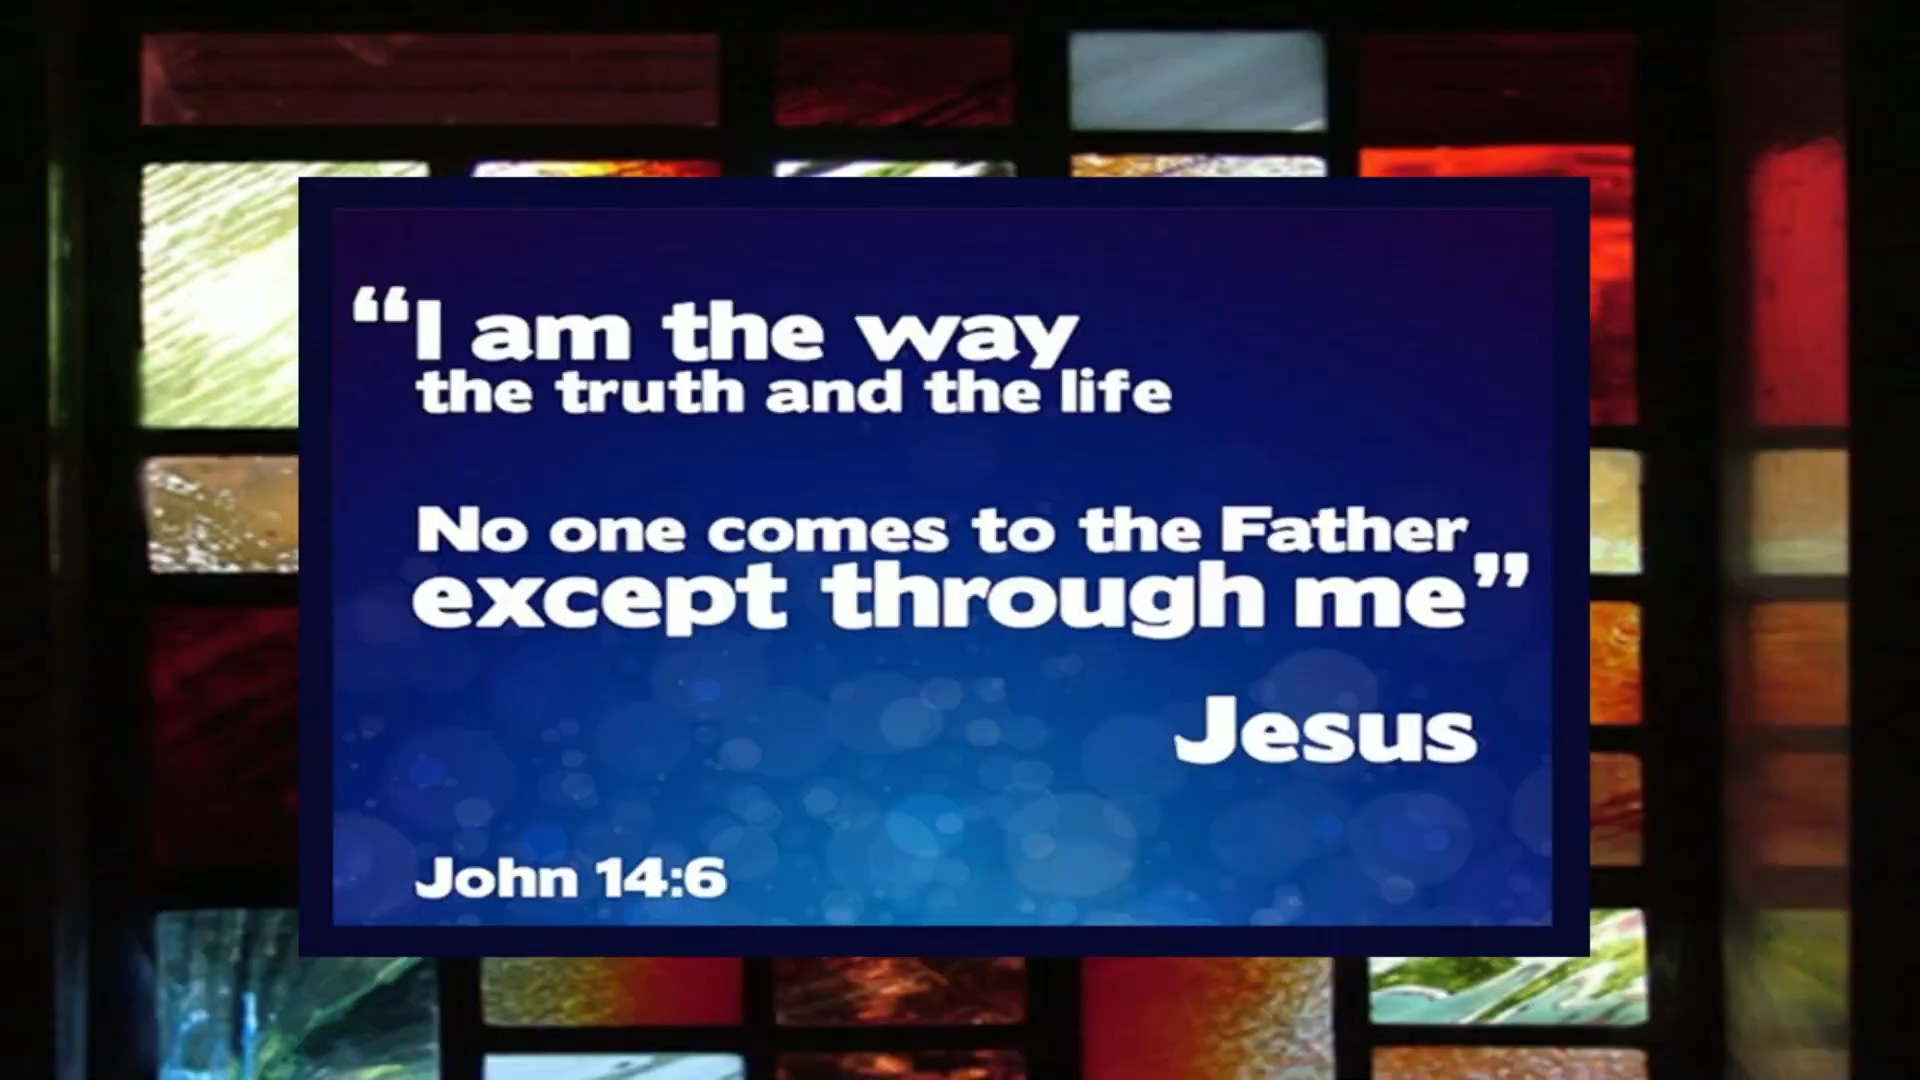 “I am the way
the truth and the life
No one comes to the Father
except through me”
Jesus
John 14:6